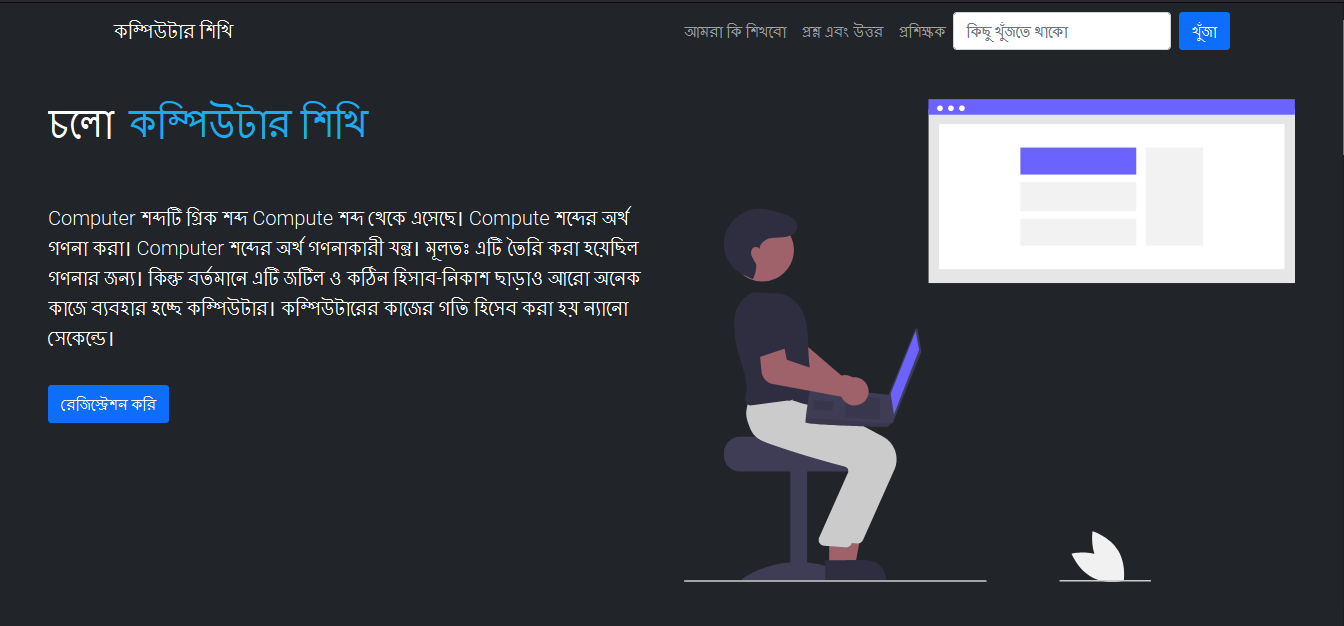 কম্পিউটার শিখি
আমরা কি শিখবো প্রশ্ন এবং উত্তর প্রশিক্ষক কিছু খুঁজতে থাকো খুঁজা
চলো কম্পিউটার শিখি
Computer শব্দটি গ্রিক শব্দ Compute শব্দ থেকে এসেছে। Compute শব্দের অর্থ
গণনা করা। Computer শব্দের অর্থ গণনাকারী যন্ত্র। মূলতঃ এটি তৈরি করা হয়েছিল
গণনার জন্য। কিন্তু বর্তমানে এটি জটিল ও কঠিন হিসাব-নিকাশ ছাড়াও আরো অনেক
কাজে ব্যবহার হচ্ছে কম্পিউটার। কম্পিউটারের কাজের গতি হিসেব করা হয় ন্যানো
সেকেন্ডে।
রেজিস্ট্রেশন করি